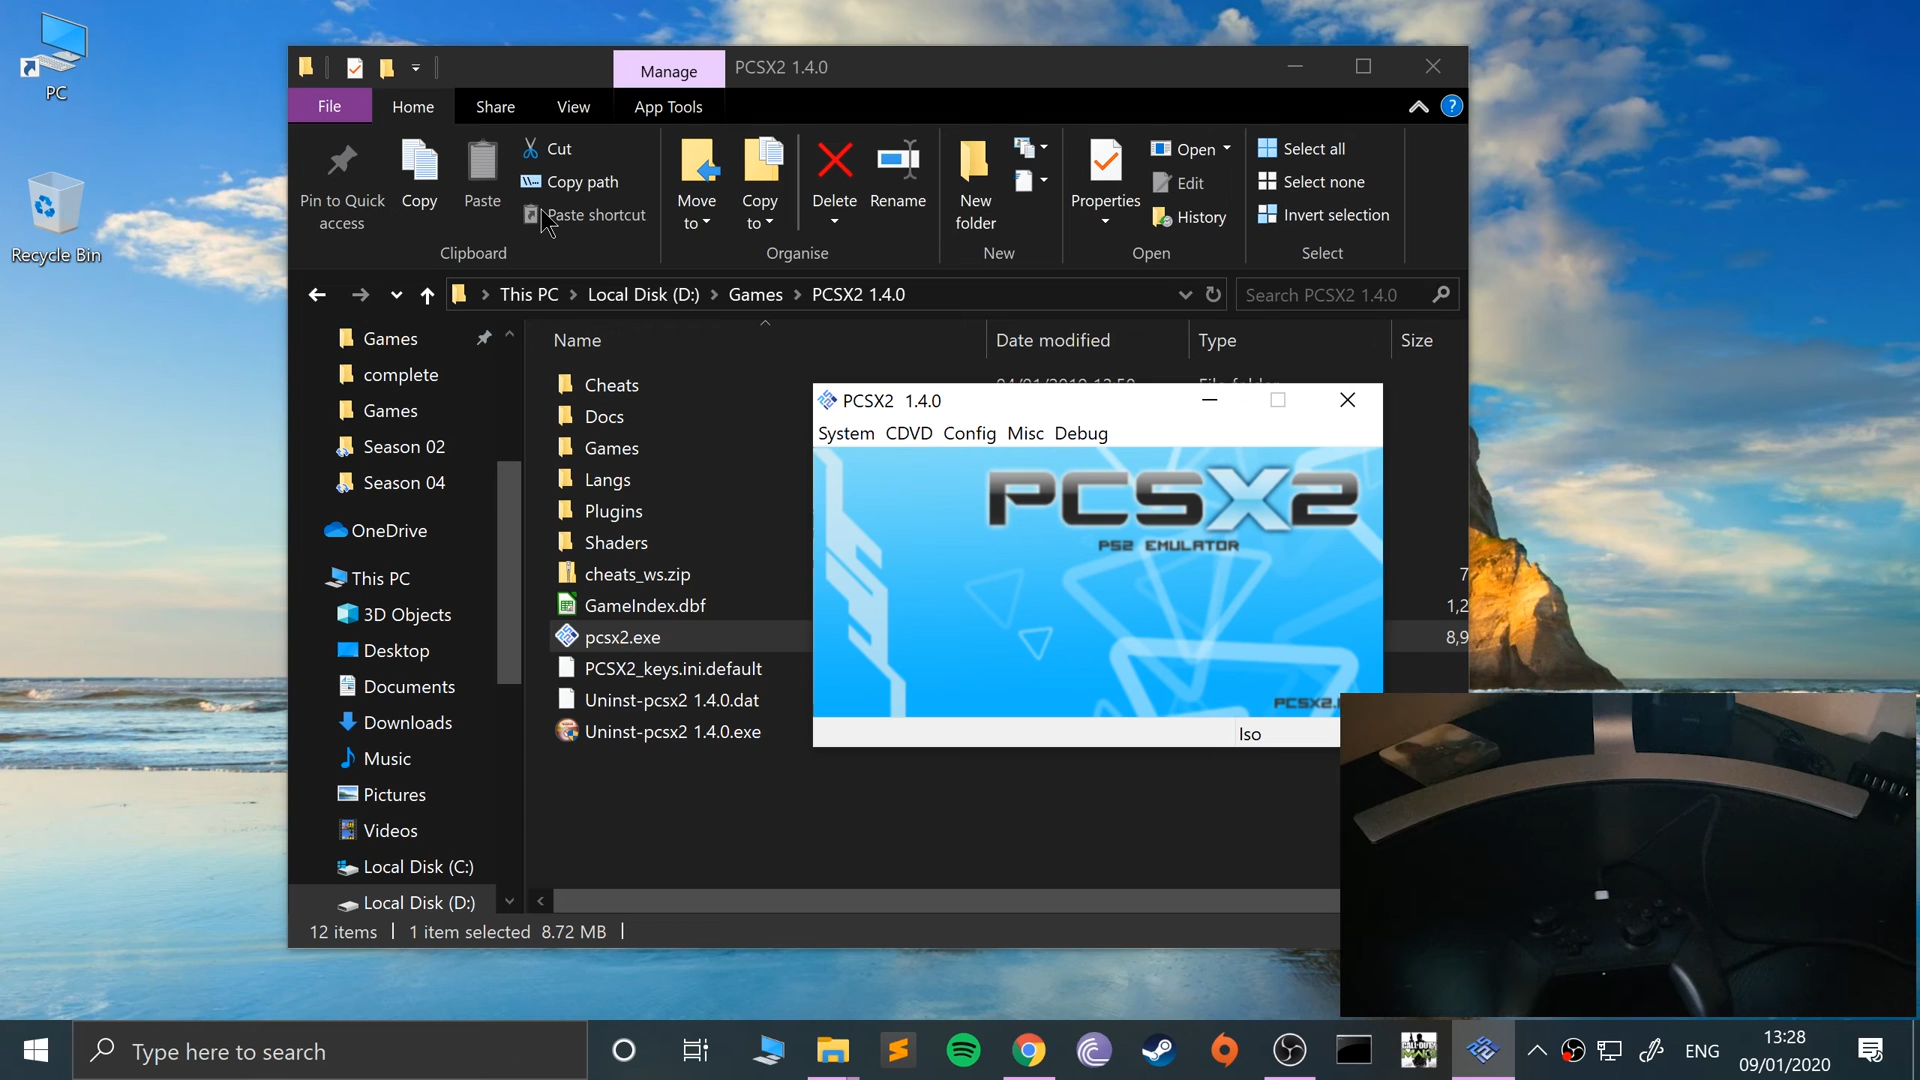 PC
Recycle Bin
Manage
PCSX2 1.4.0
File
Home
Share
View
App Tools
?
Pin to Quick access
Copy
Paste
Cut
Copy path
Paste shortcut
Clipboard
Move to
Copy to
Delete
Rename
Organise
New folder
New
Properties
Open
Edit
History
Open
Select all
Select none
Invert selection
Select
This PC
Local Disk (D:)
Games
PCSX2 1.4.0
Search PCSX2 1.4.0
Games
complete
Games
Season 02
Season 04
OneDrive
This PC
3D Objects
Desktop
Documents
Downloads
Music
Pictures
Videos
Local Disk (C:)
Local Disk (D:)
Name
Date modified
Type
Size
Cheats
Docs
Games
Langs
Plugins
Shaders
cheats_ws.zip
7
GameIndex.dbf
1,2
pcsx2.exe
8,9
PCSX2_keys.ini.default
Uninst-pcsx2 1.4.0.dat
Uninst-pcsx2 1.4.0.exe
PCSX2 1.4.0
System CDVD Config Misc Debug
PCSX2
PS2 EMULATOR
Iso
12 items
1 item selected 8.72 MB
Type here to search
ENG
13:28
09/01/2020